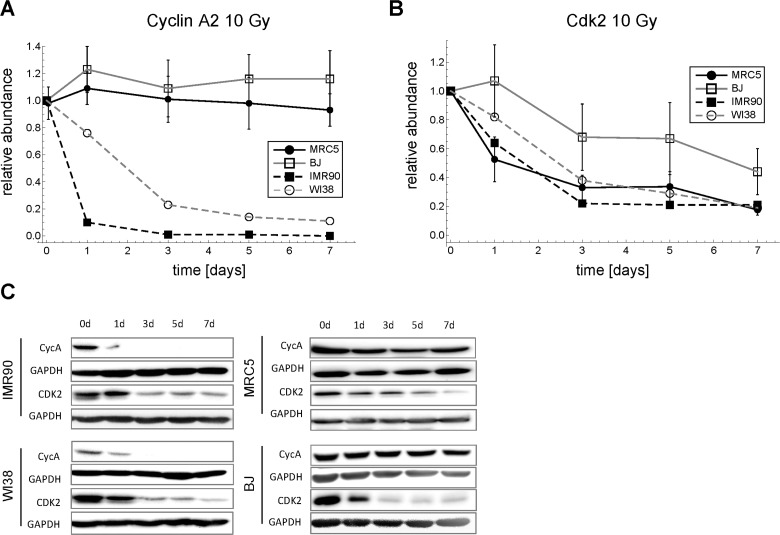 A
Cyclin A2 10 Gy
relative abundance
1.4
1.2
1.0
0.8
0.6
0.4
0.2
0.0
MRC5
BJ
IMR90
WI38
0 1 2 3 4 5 6 7
time [days]
B
Cdk2 10 Gy
relative abundance
1.2
1.0
0.8
0.6
0.4
0.2
0.0
MRC5
BJ
IMR90
WI38
0 1 2 3 4 5 6 7
time [days]
C
0d 1d 3d 5d 7d
IMR90
CycA
GAPDH
CDK2
GAPDH
WI38
CycA
GAPDH
CDK2
GAPDH
0d 1d 3d 5d 7d
MRC5
CycA
GAPDH
CDK2
GAPDH
BJ
CycA
GAPDH
CDK2
GAPDH